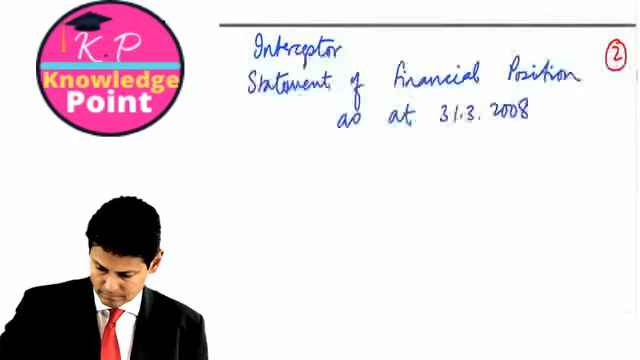 K.P
Knowledge
Point
Interceptor
Statement of Financial Position
as at 31.3.2008
2